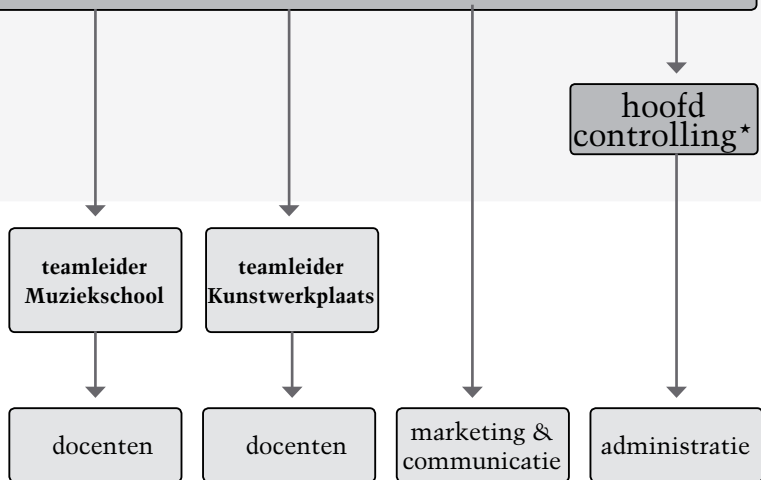 hoofd
controlling★
teamleider
Muziekschool
teamleider
Kunstwerkplaats
docenten
docenten
marketing &
communicatie
administratie